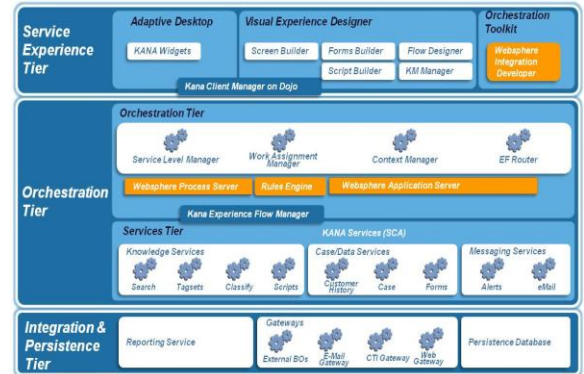 Service Experience Tier
Adaptive Desktop
KANA Widgets
Visual Experience Designer
Screen Builder
Forms Builder
Flow Designer
Script Builder
KM Manager
Orchestration Toolkit
Websphere Integration Developer
Kana Client Manager on Dojo
Orchestration Tier
Orchestration Tier
Service Level Manager
Work Assignment Manager
Context Manager
EF Router
Websphere Process Server
Rules Engine
Websphere Application Server
Kana Experience Flow Manager
Services Tier
KANA Services (SCA)
Knowledge Services
Search
Tagsets
Classify
Scripts
Case/Data Services
Customer History
Case
Forms
Messaging Services
Alerts
eMail
Integration & Persistence Tier
Reporting Service
Gateways
External BOs
E-Mail Gateway
CTI Gateway
Web Gateway
Persistence Database